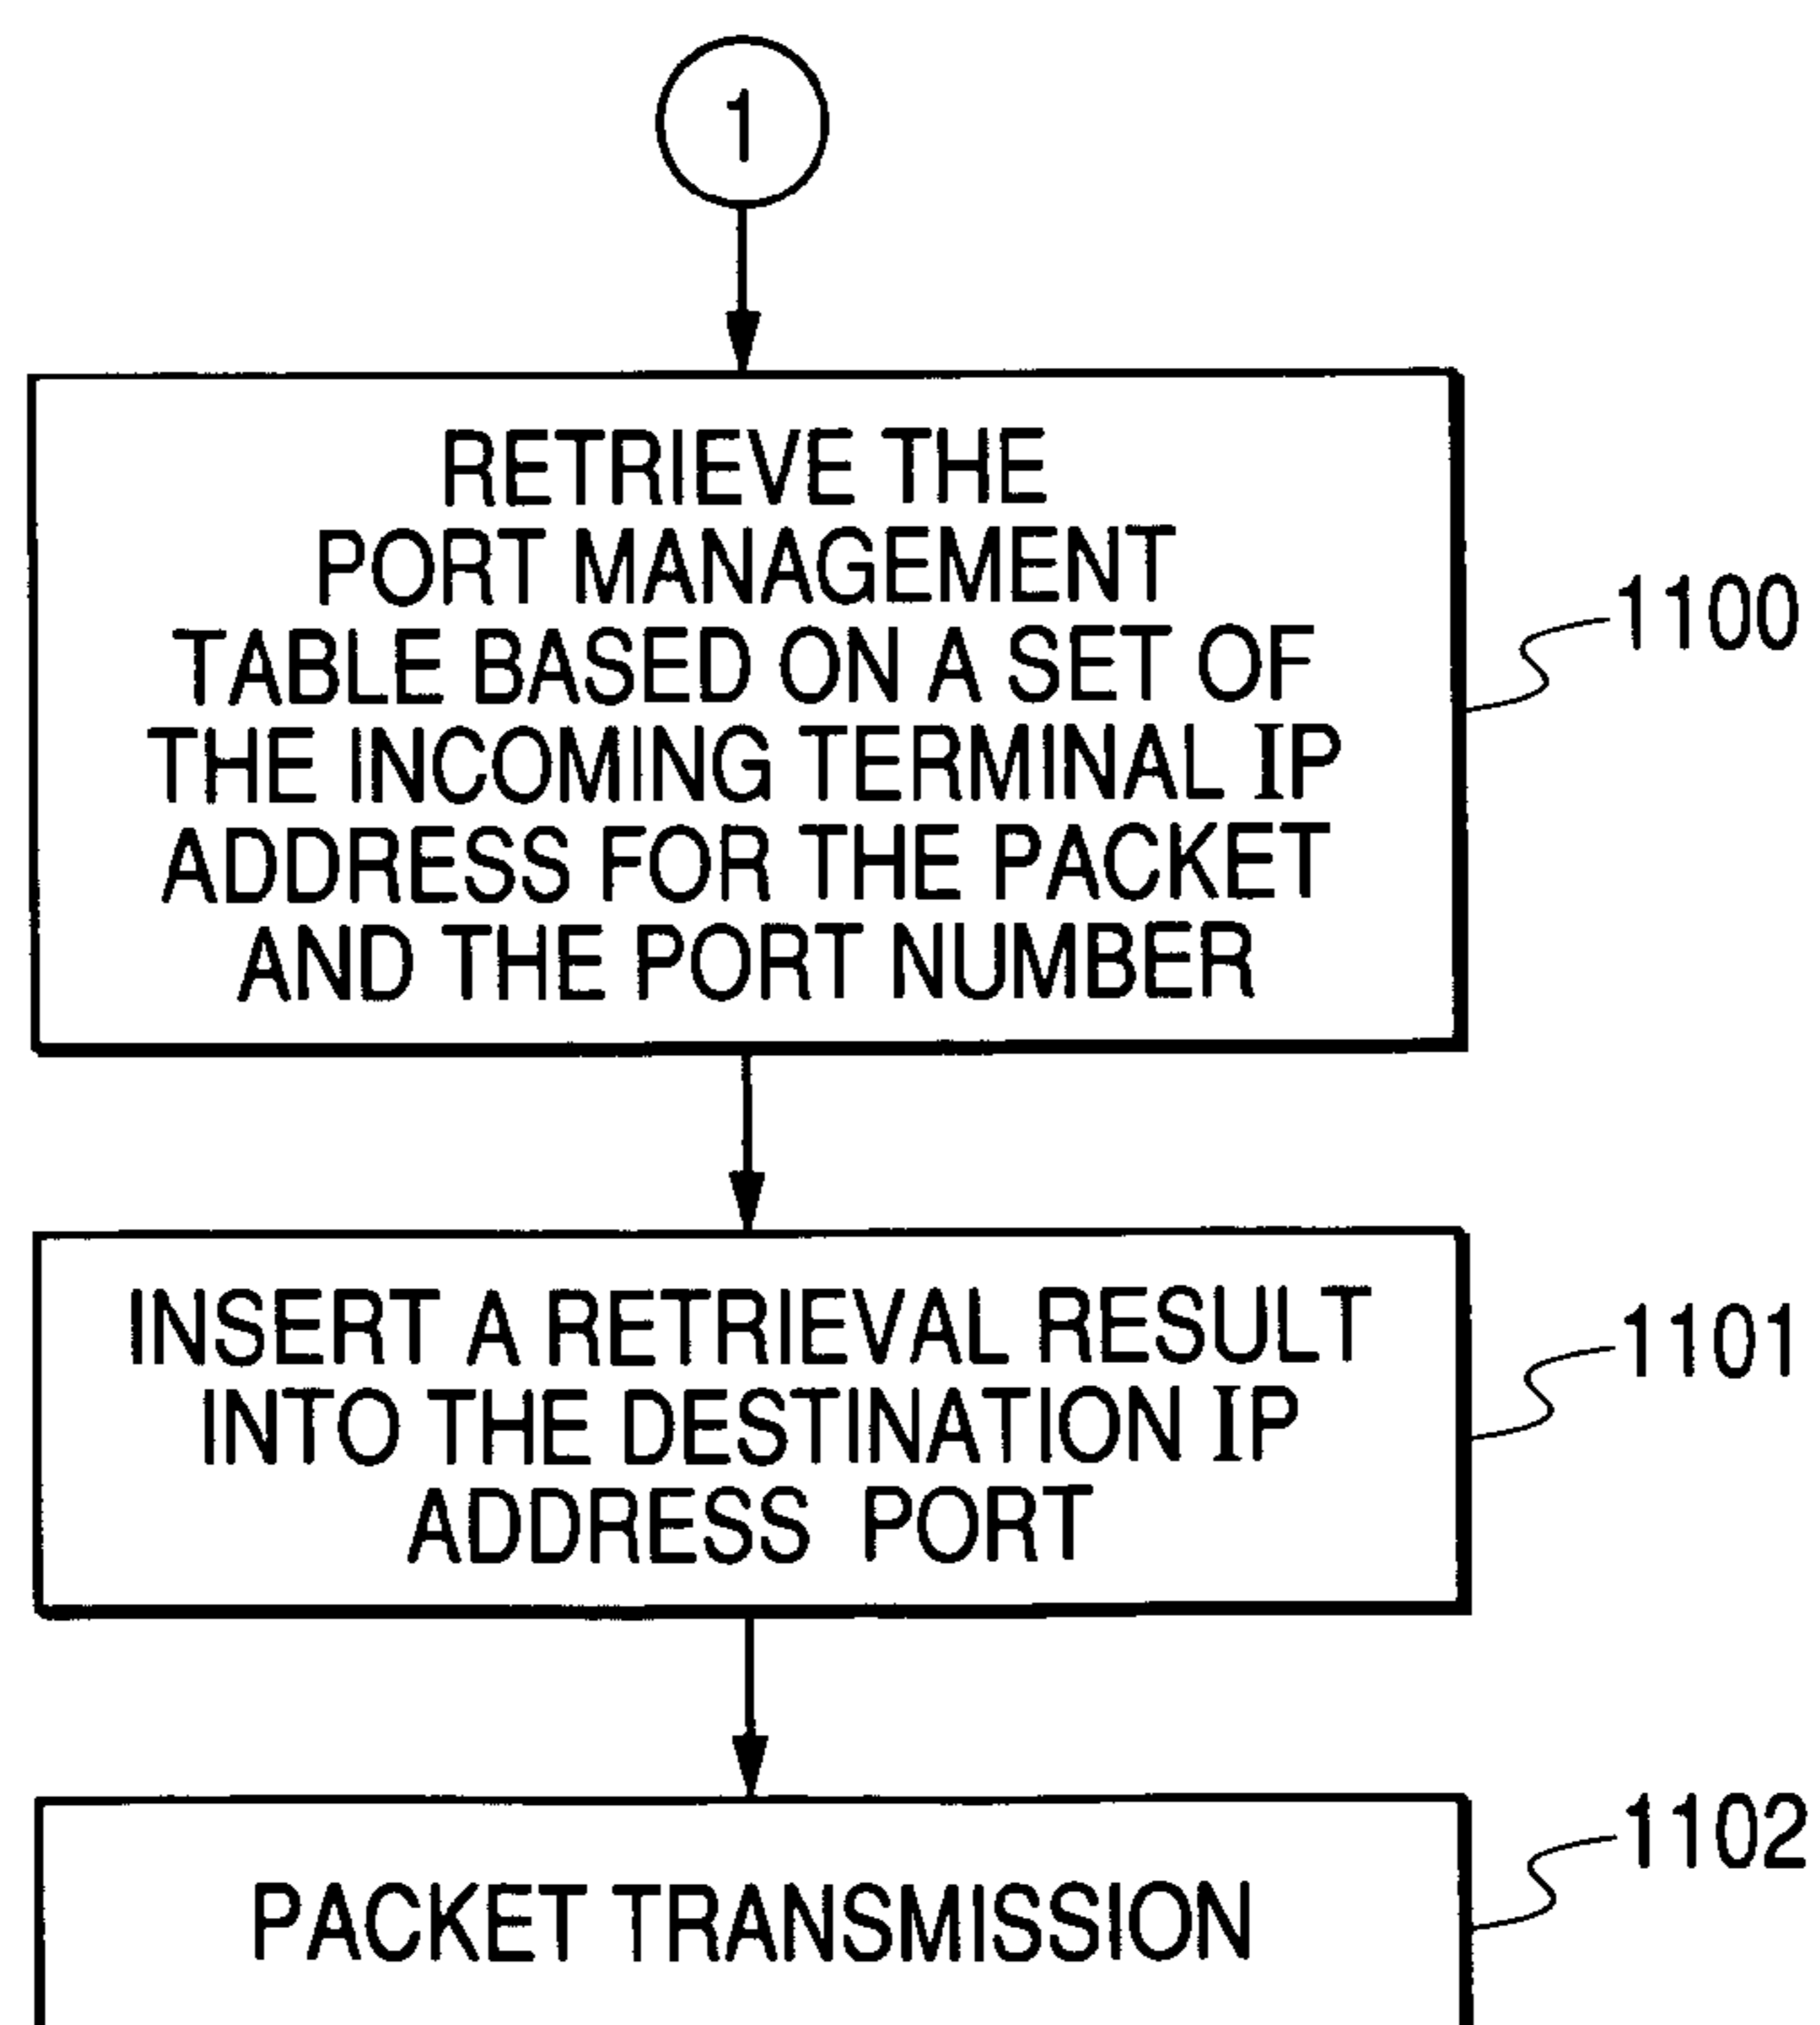 1
RETRIEVE THE
PORT MANAGEMENT
TABLE BASED ON A SET OF
THE INCOMING TERMINAL IP
ADDRESS FOR THE PACKET
AND THE PORT NUMBER
1100
INSERT A RETRIEVAL RESULT
INTO THE DESTINATION IP
ADDRESS PORT
1101
PACKET TRANSMISSION
1102